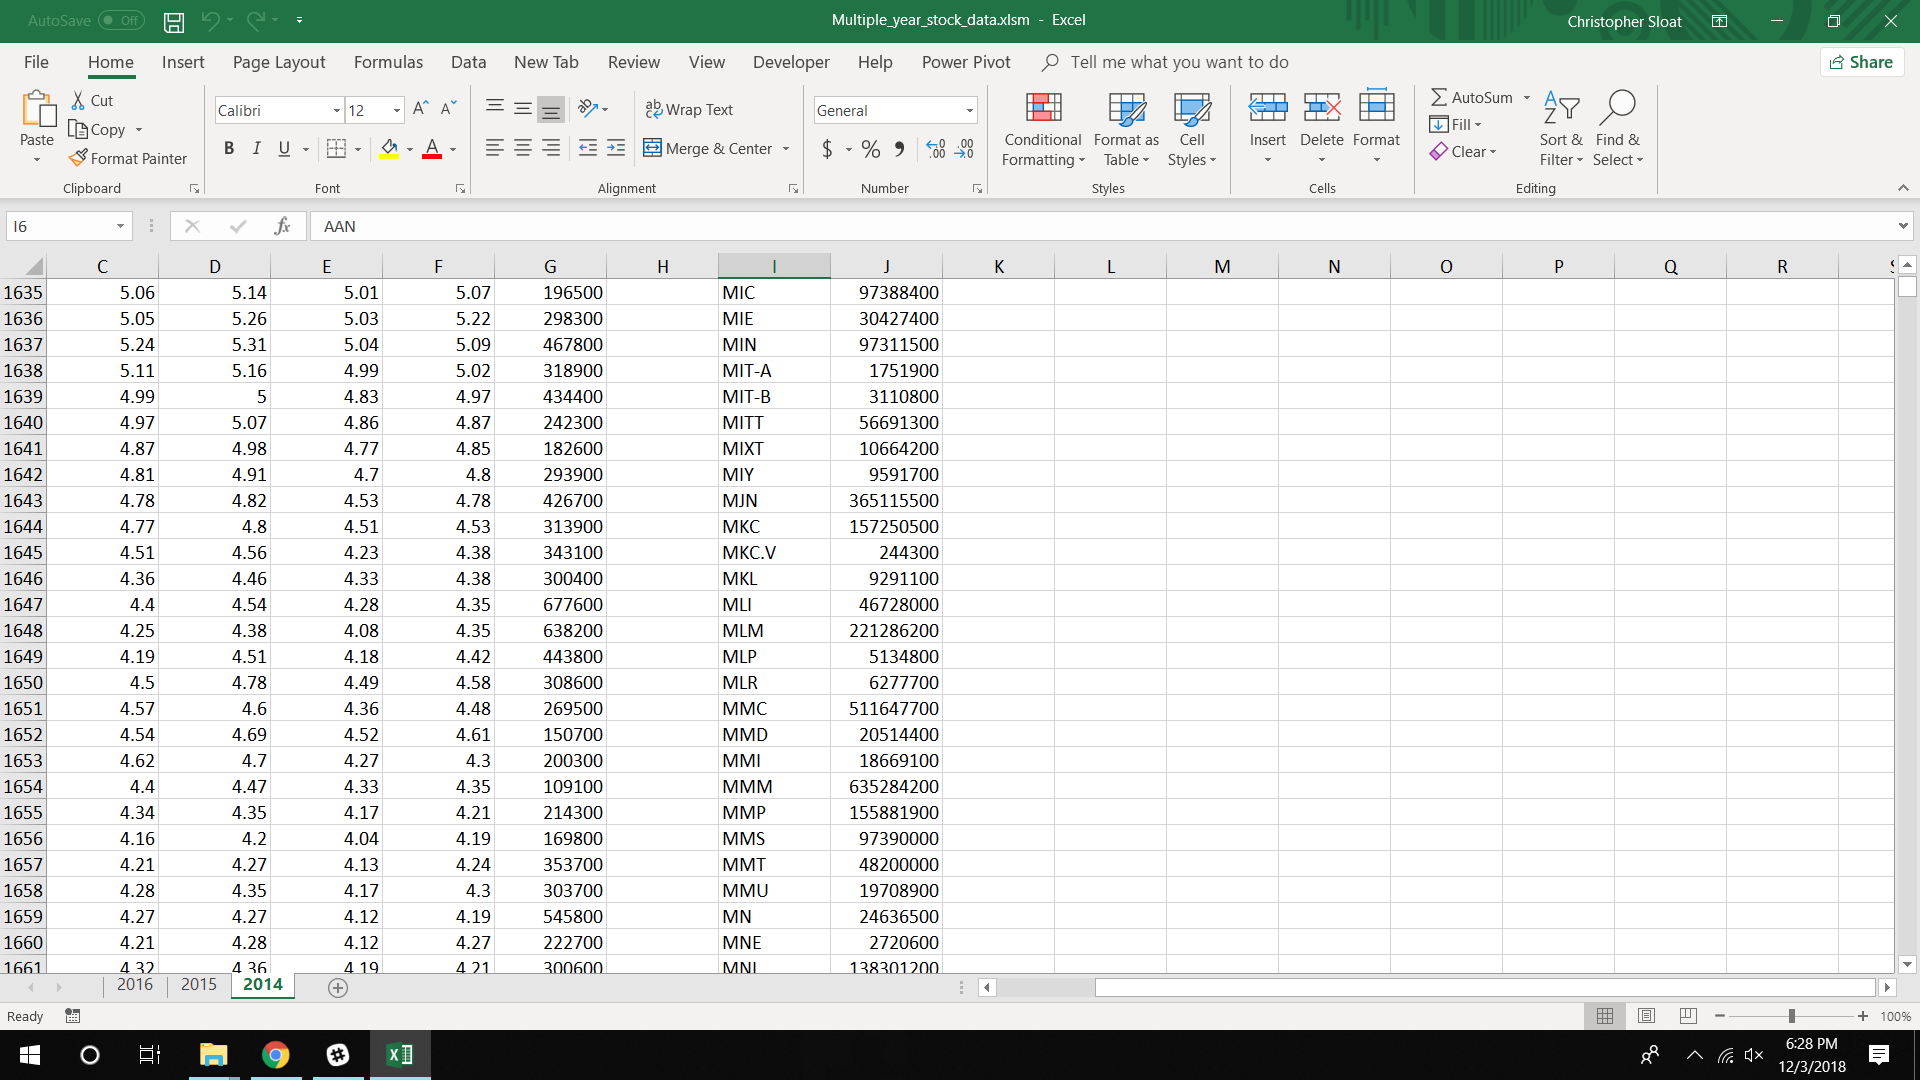 AutoSave Off Multiple_year_stock_data.xlsm - Excel Christopher Sloat
File Home Insert Page Layout Formulas Data New Tab Review View Developer Help Power Pivot Tell me what you want to do Share
Paste Cut Copy Format Painter Clipboard
Calibri 12 B I U A Font
Wrap Text Merge & Center Alignment
General $ % Number
Conditional Formatting Format as Table Cell Styles Styles
Insert Delete Format Cells
AutoSum Fill Clear Sort & Filter Find & Select Editing
I6 fx AAN
C D E F G H I J K L M N O P Q R
1635 5.06 5.14 5.01 5.07 196500 MIC 97388400
1636 5.05 5.26 5.03 5.22 298300 MIE 30427400
1637 5.24 5.31 5.04 5.09 467800 MIN 97311500
1638 5.11 5.16 4.99 5.02 318900 MIT-A 1751900
1639 4.99 5 4.83 4.97 434400 MIT-B 3110800
1640 4.97 5.07 4.86 4.87 242300 MITT 56691300
1641 4.87 4.98 4.77 4.85 182600 MIXT 10664200
1642 4.81 4.91 4.7 4.8 293900 MIY 9591700
1643 4.78 4.82 4.53 4.78 426700 MJN 365115500
1644 4.77 4.8 4.51 4.53 313900 MKC 157250500
1645 4.51 4.56 4.23 4.38 343100 MKC.V 244300
1646 4.36 4.46 4.33 4.38 300400 MKL 9291100
1647 4.4 4.54 4.28 4.35 677600 MLI 46728000
1648 4.25 4.38 4.08 4.35 638200 MLM 221286200
1649 4.19 4.51 4.18 4.42 443800 MLP 5134800
1650 4.5 4.78 4.49 4.58 308600 MLR 6277700
1651 4.57 4.6 4.36 4.48 269500 MMC 511647700
1652 4.54 4.69 4.52 4.61 150700 MMD 20514400
1653 4.62 4.7 4.27 4.3 200300 MMI 18669100
1654 4.4 4.47 4.33 4.35 109100 MMM 635284200
1655 4.34 4.35 4.17 4.21 214300 MMP 155881900
1656 4.16 4.2 4.04 4.19 169800 MMS 97390000
1657 4.21 4.27 4.13 4.24 353700 MMT 48200000
1658 4.28 4.35 4.17 4.3 303700 MMU 19708900
1659 4.27 4.27 4.12 4.19 545800 MN 24636500
1660 4.21 4.28 4.12 4.27 222700 MNE 2720600
1661 4.32 4.36 4.19 4.21 300600 138301200
2016 2015 2014
Ready 100%
6:28 PM
12/3/2018